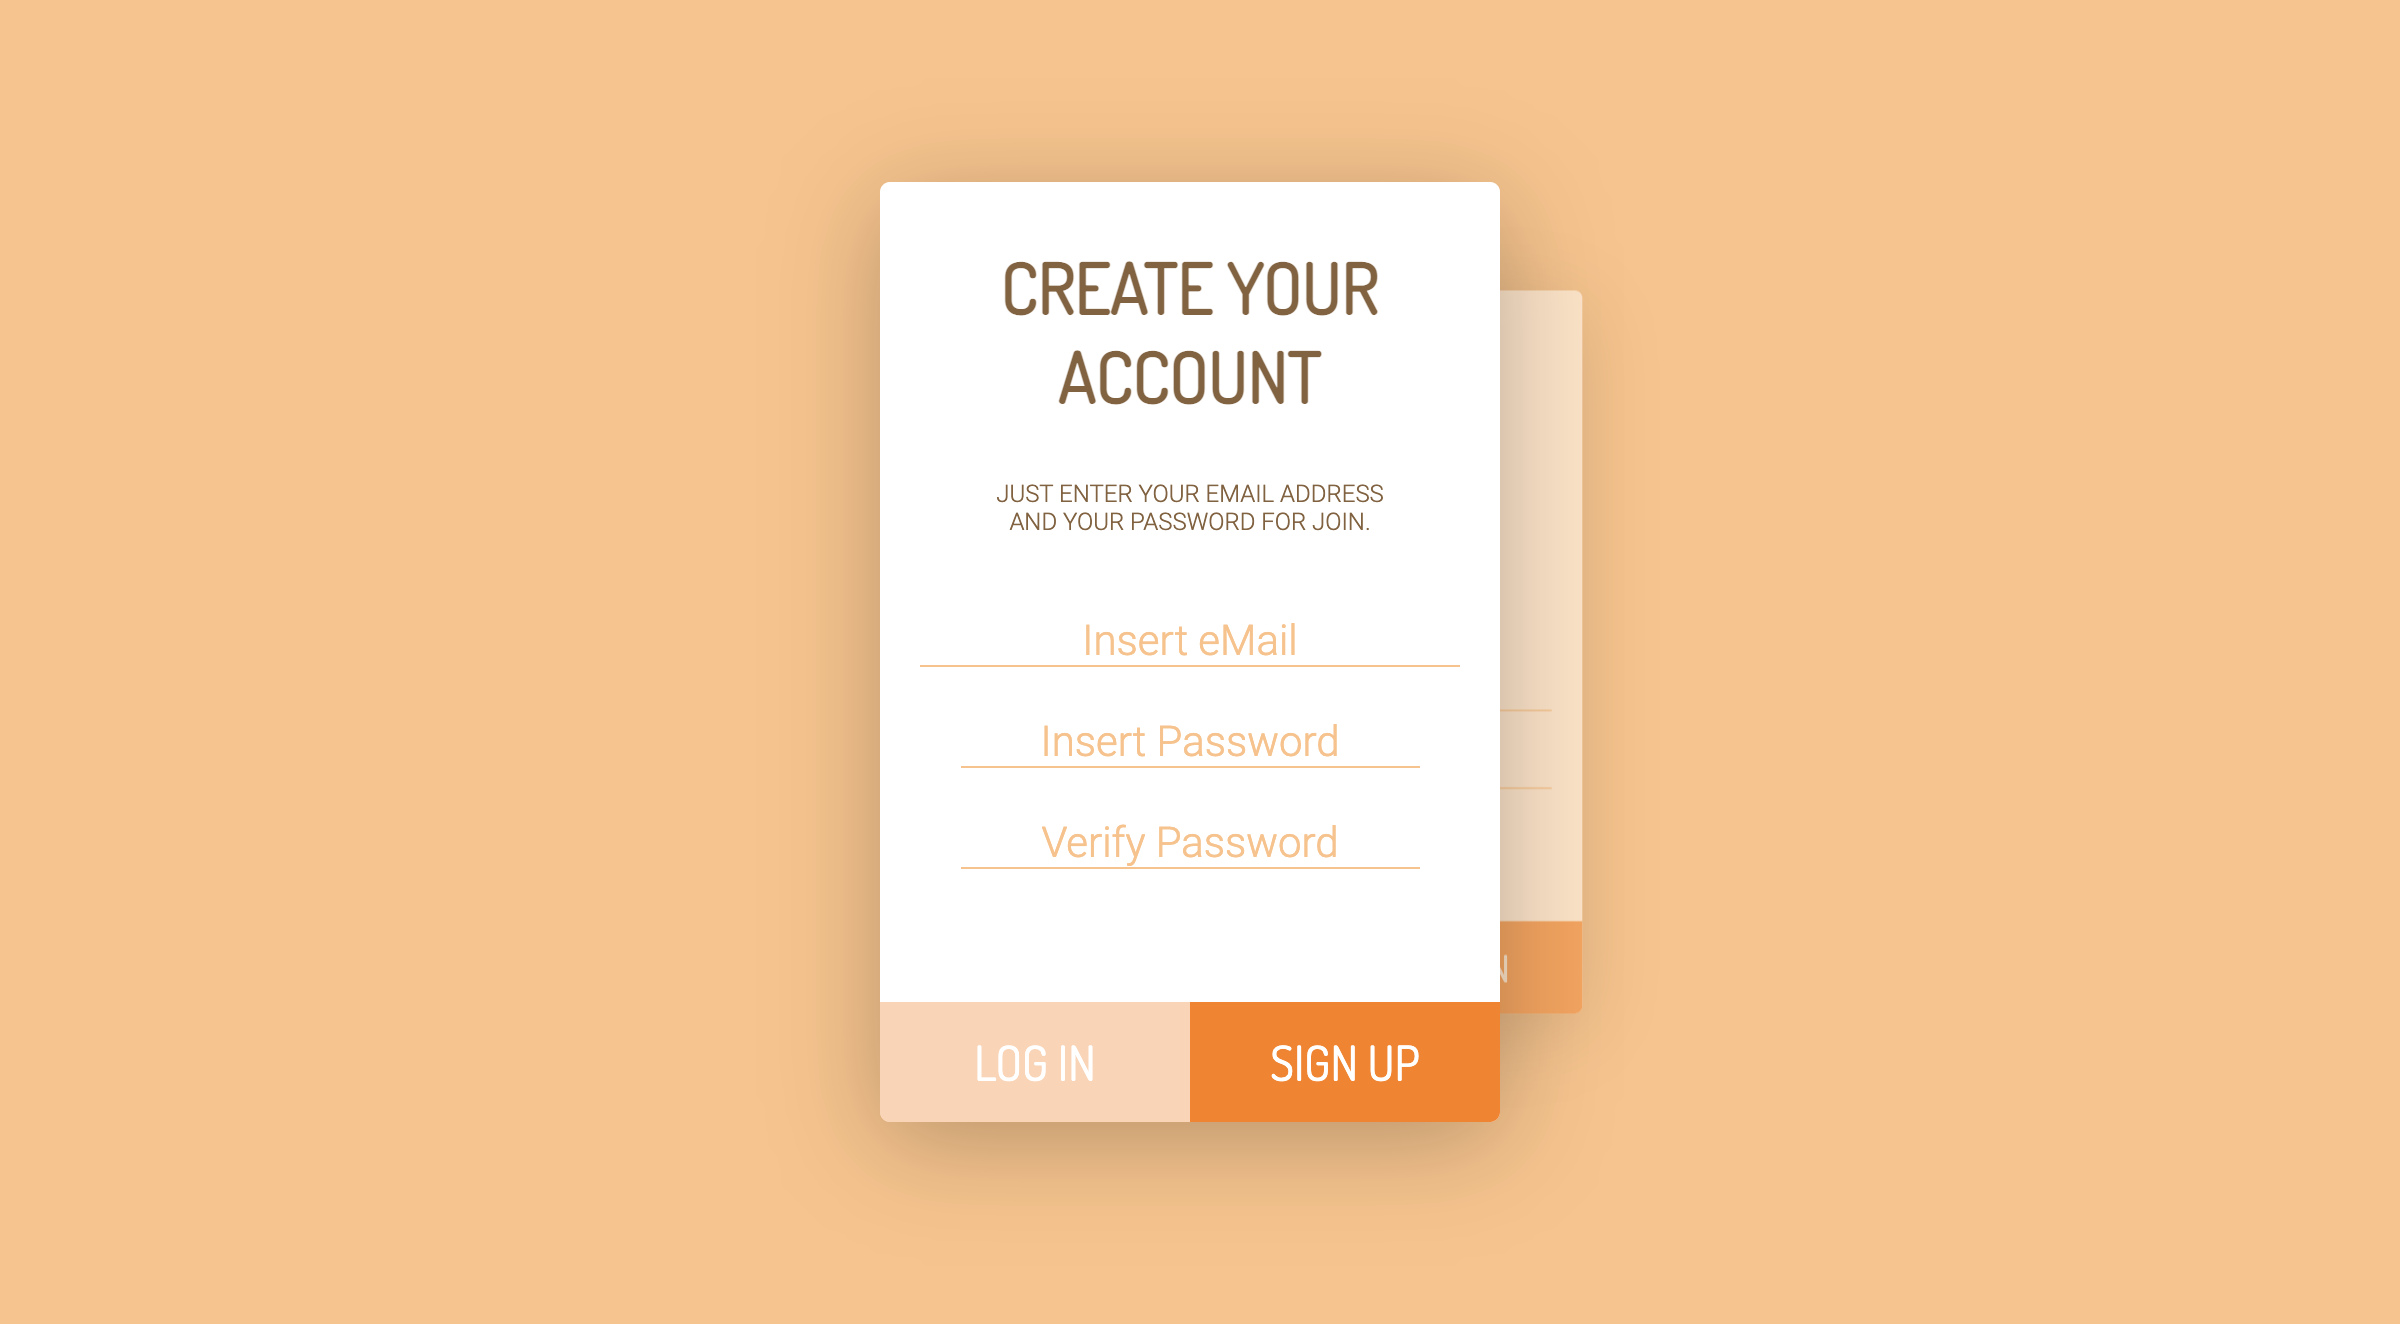 CREATE YOUR
ACCOUNT
JUST ENTER YOUR EMAIL ADDRESS
AND YOUR PASSWORD FOR JOIN.
Insert eMail
Insert Password
Verify Password
LOG IN
SIGN UP